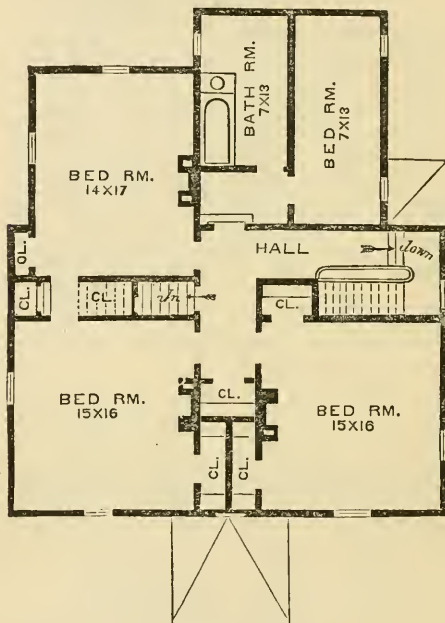 BATH RM.
7X13
BED RM.
7X13
BED RM.
14X17
HALL
down
CL.
CL.
CL.
CL.
BED RM.
15X16
CL.
CL.
CL.
BED RM.
15X16